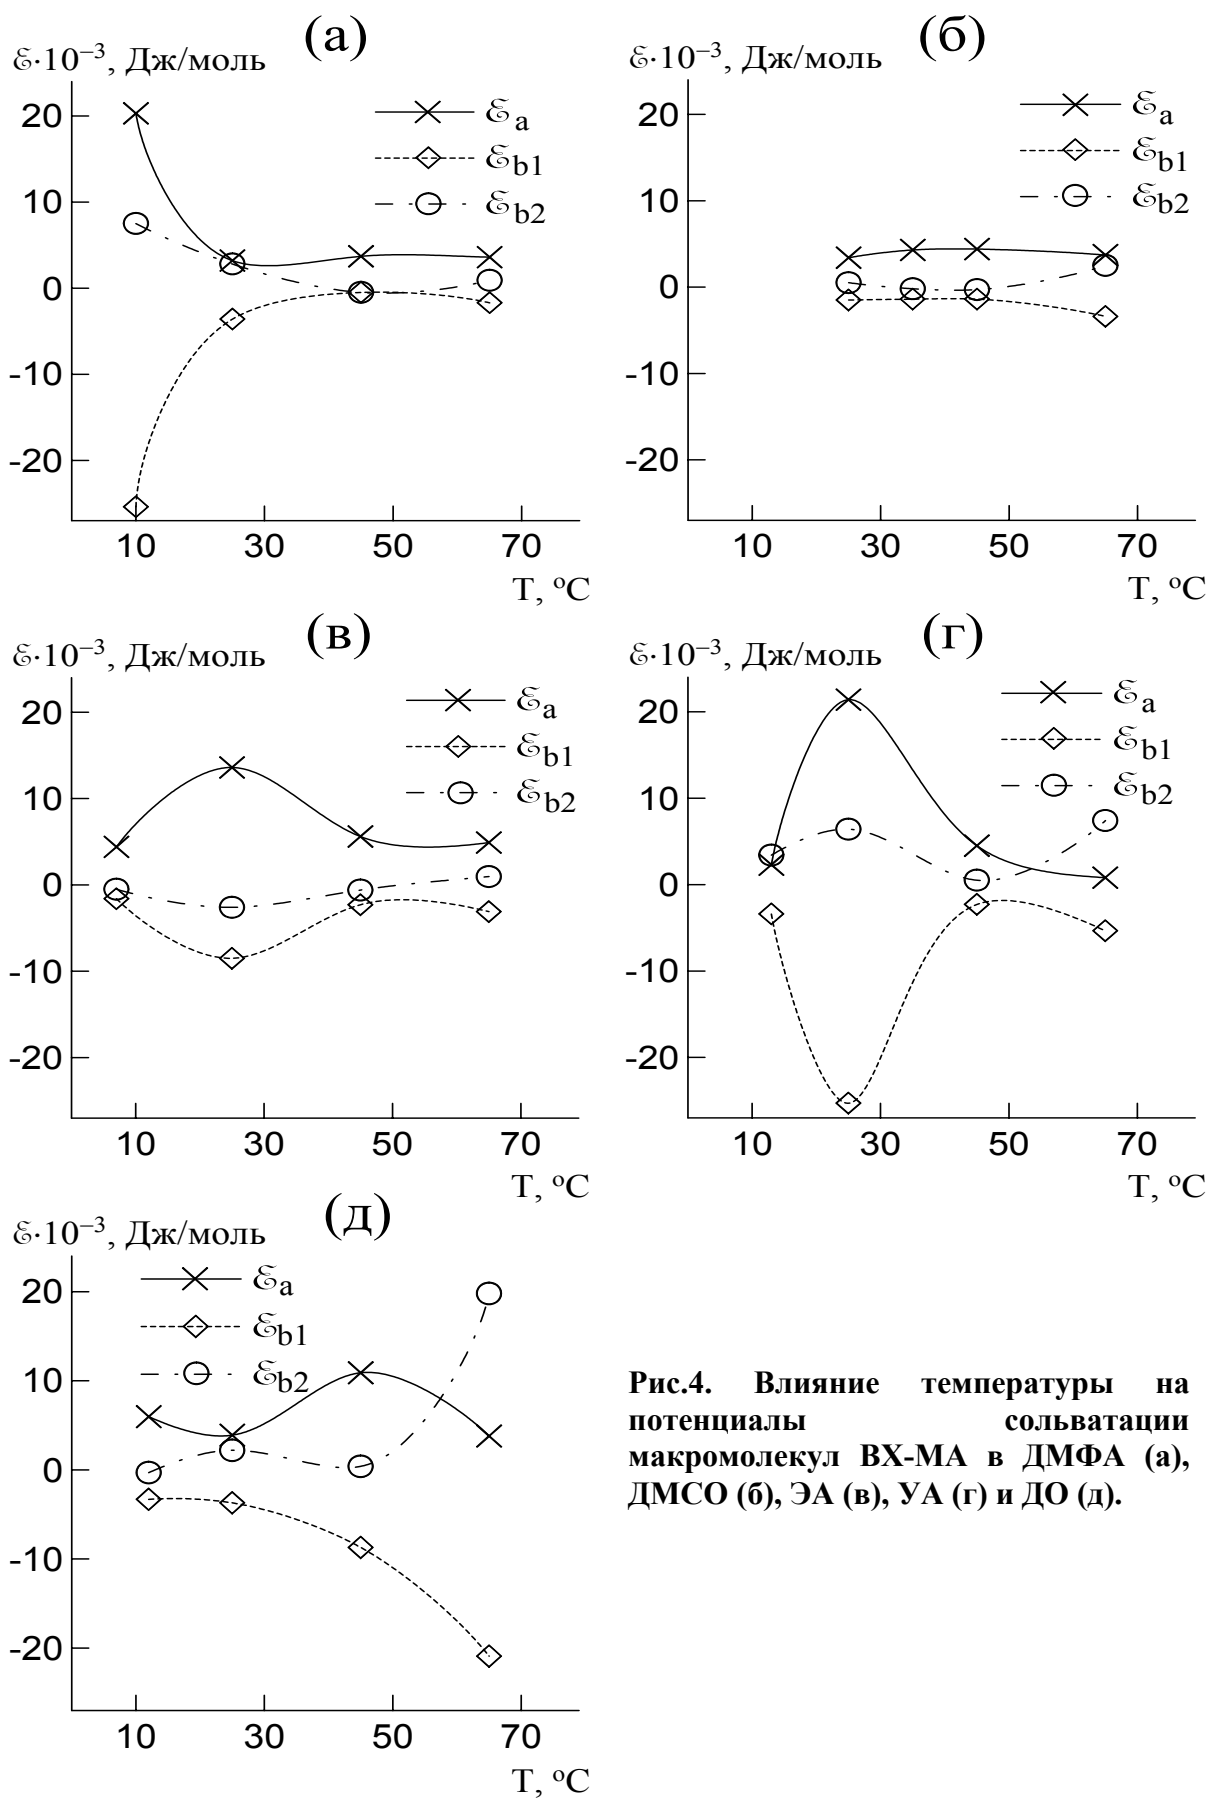 (а)
ℰ·10⁻³, Дж/моль
20
10
0
-10
-20
ℰa
ℰb1
ℰb2
10 30 50 70
T, ºC
(б)
ℰ·10⁻³, Дж/моль
20
10
0
-10
-20
ℰa
ℰb1
ℰb2
10 30 50 70
T, ºC
(в)
ℰ·10⁻³, Дж/моль
20
10
0
-10
-20
ℰa
ℰb1
ℰb2
10 30 50 70
T, ºC
(г)
ℰ·10⁻³, Дж/моль
20
10
0
-10
-20
ℰa
ℰb1
ℰb2
10 30 50 70
T, ºC
(д)
ℰ·10⁻³, Дж/моль
20
10
0
-10
-20
ℰa
ℰb1
ℰb2
10 30 50 70
T, ºC
Рис.4. Влияние температуры на
потенциалы сольватации
макромолекул ВХ-МА в ДМФА (а),
ДМСО (б), ЭА (в), УА (г) и ДО (д).